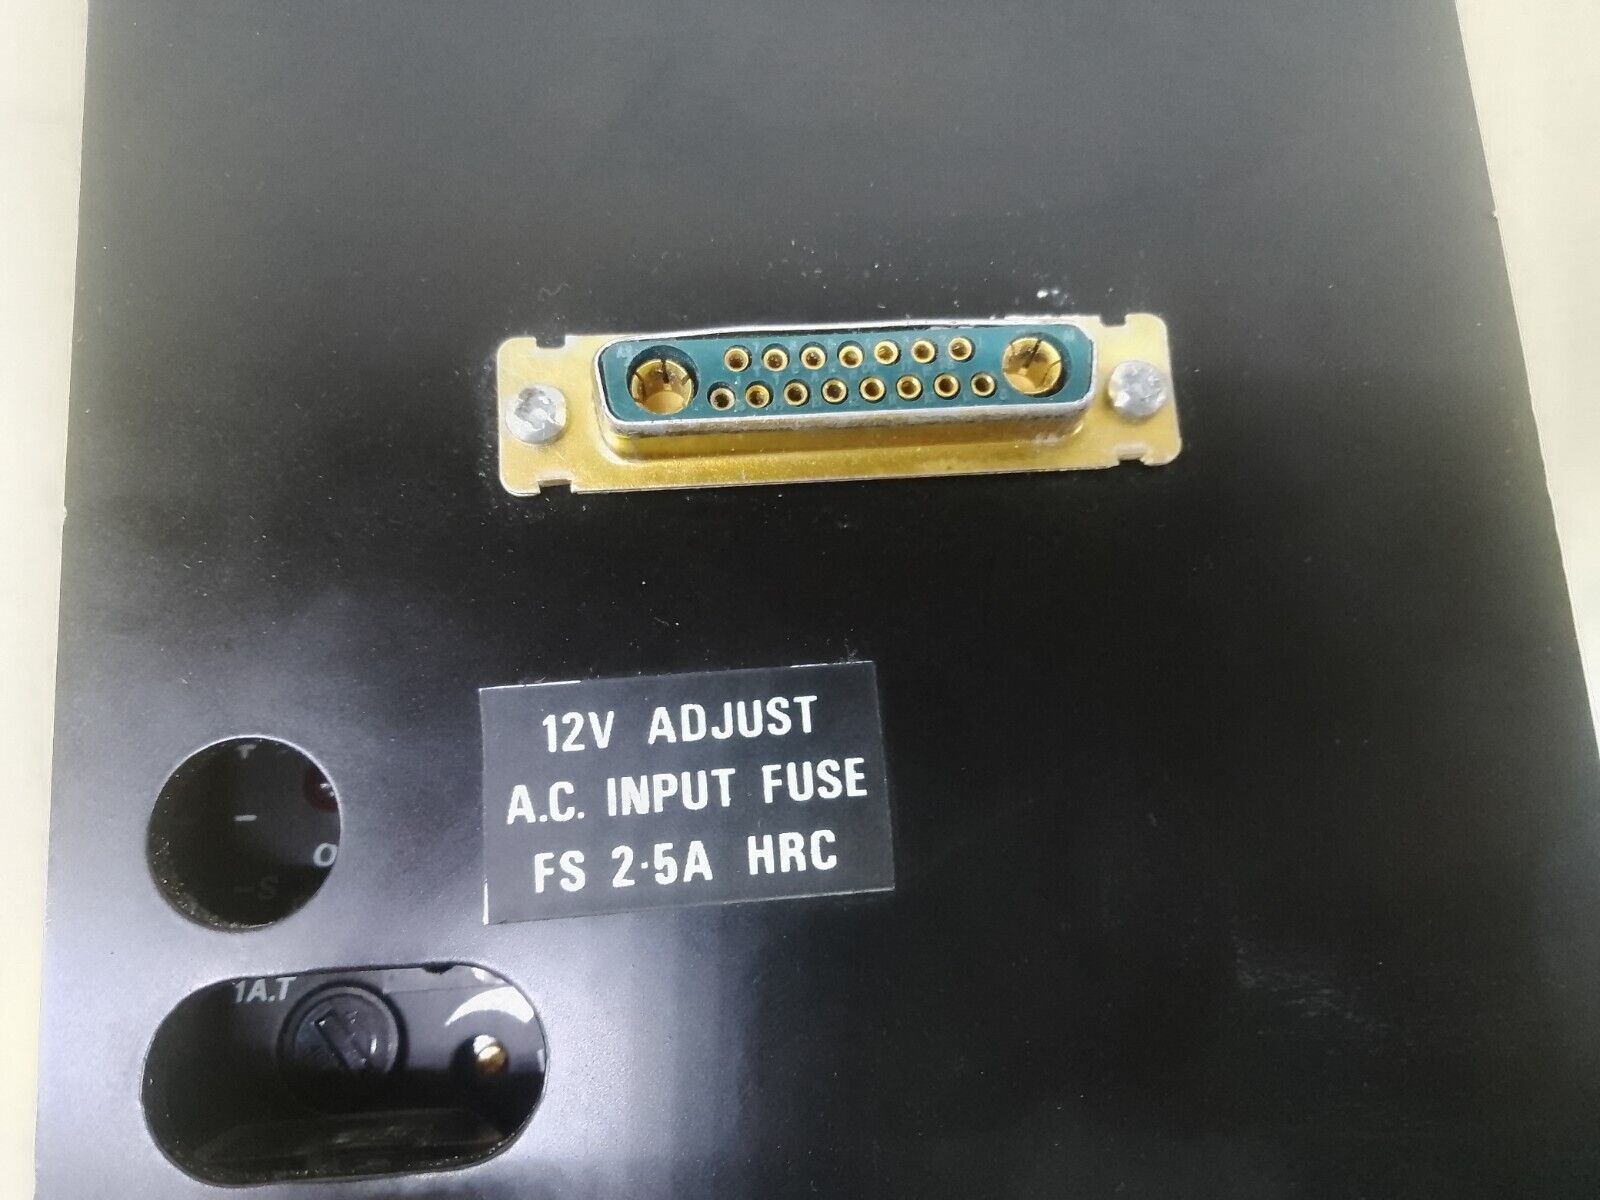 12V ADJUST
A.C. INPUT FUSE
FS 2·5A HRC
-S
1A.T